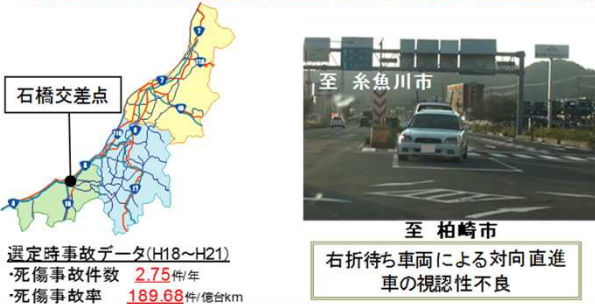 石橋交差点
選定時事故データ(H18～H21)
･死傷事故件数 2.75件/年
･死傷事故率 189.68件/億台km
至 糸魚川市
至 柏崎市
右折待ち車両による対向直進
車の視認性不良